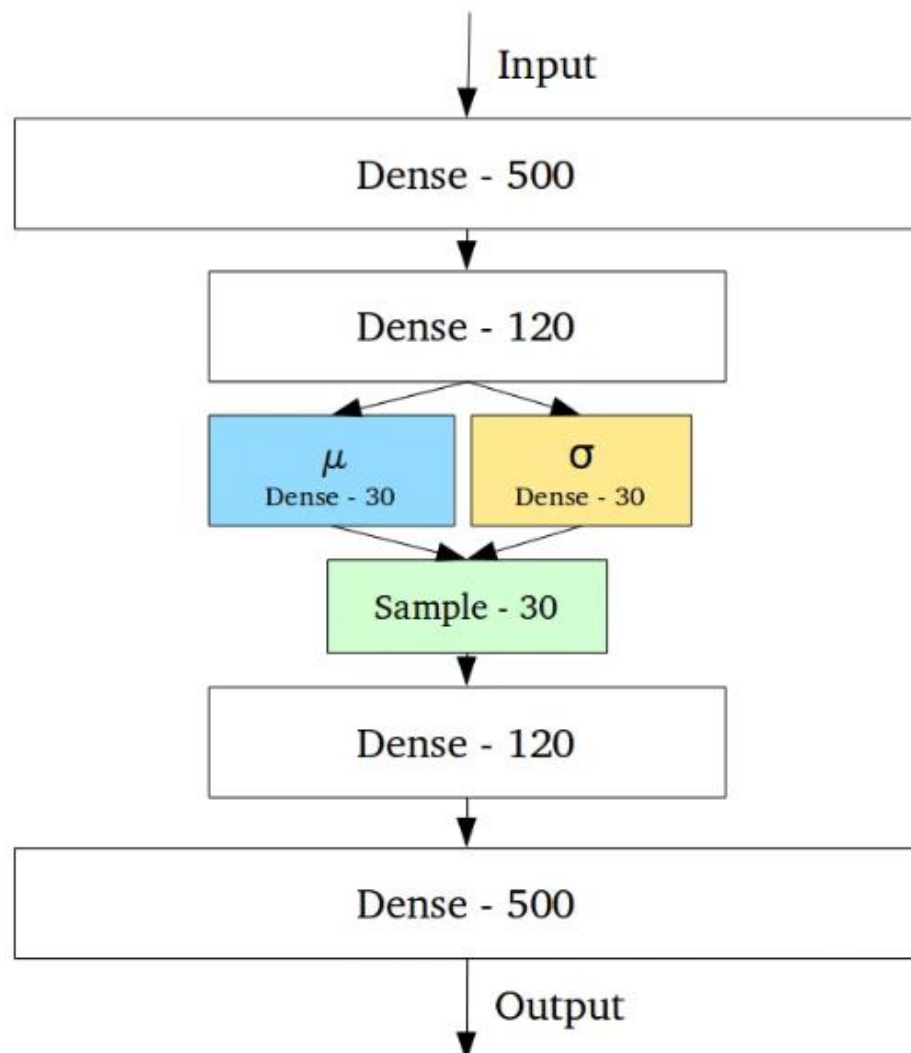 Input
Dense - 500
Dense - 120
μ
Dense - 30
σ
Dense - 30
Sample - 30
Dense - 120
Dense - 500
Output